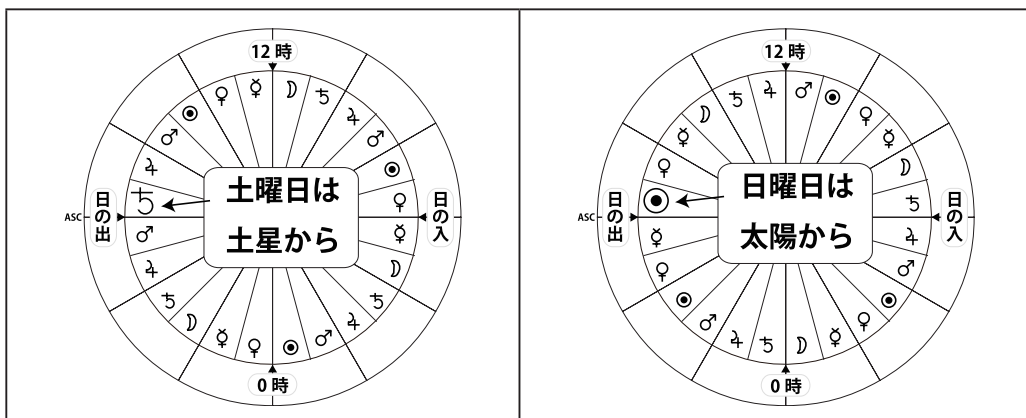 12時
ASC
日の出
土曜日は
土星から
日の入
0時
12時
ASC
日の出
日曜日は
太陽から
日の入
0時